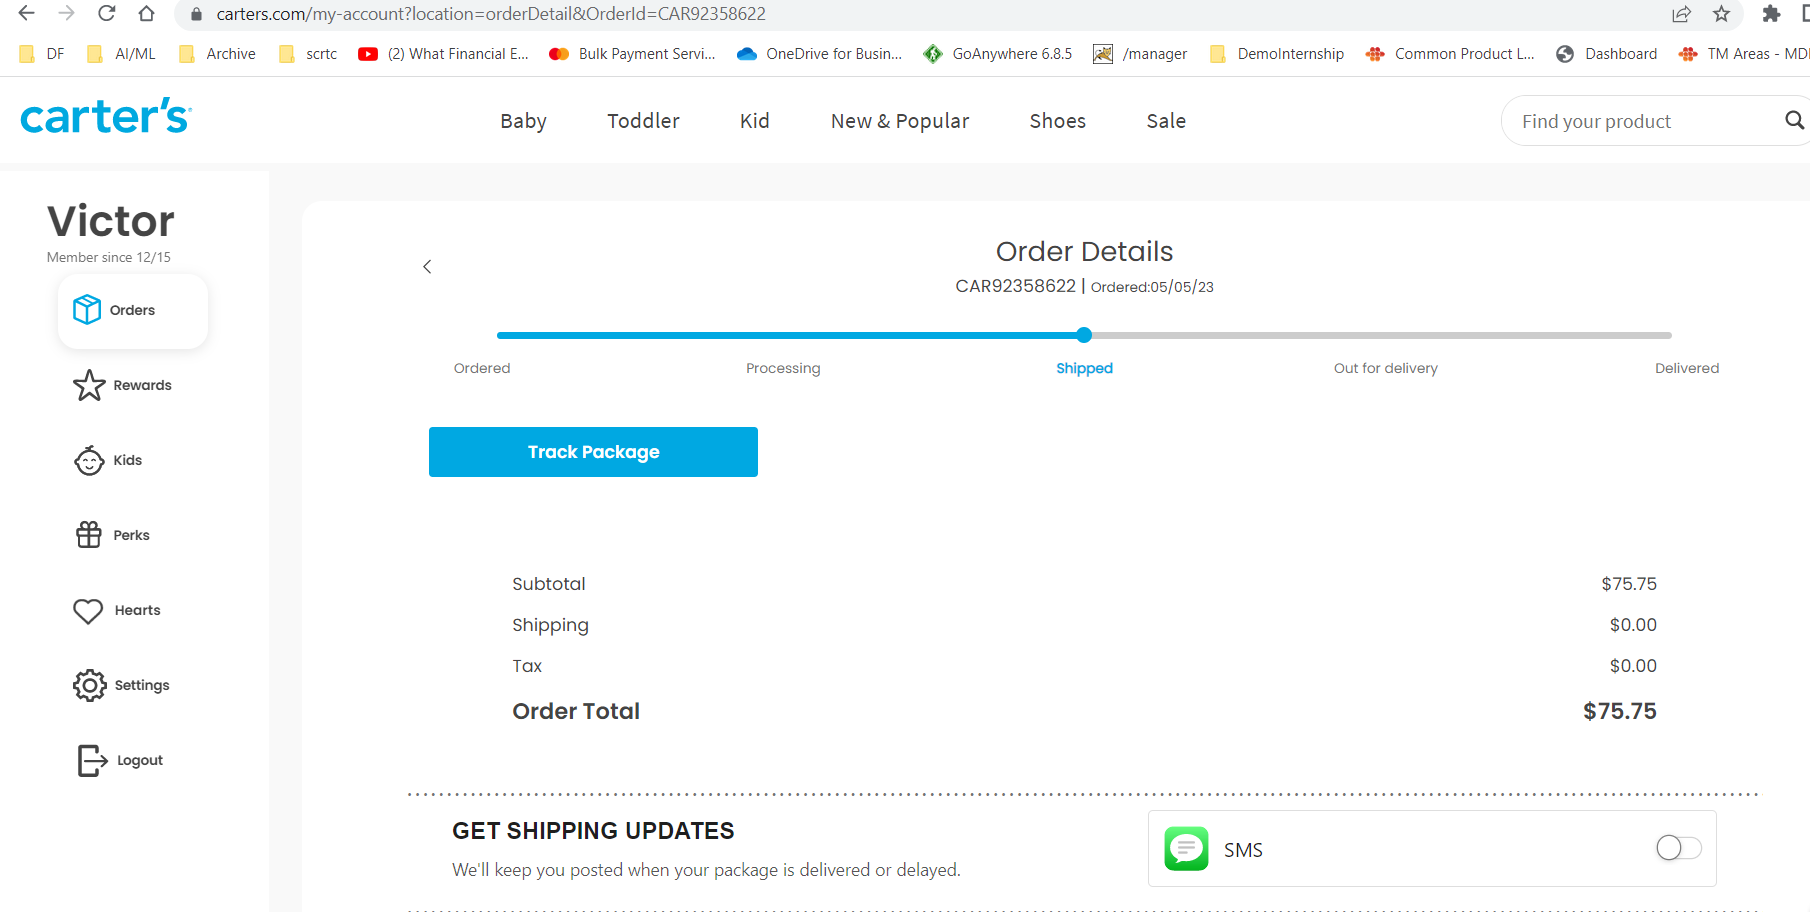 carters.com/my-account?location=orderDetail&OrderId=CAR92358622
DF AI/ML Archive scrtc (2) What Financial E... Bulk Payment Servi... OneDrive for Busin... GoAnywhere 6.8.5 /manager DemoInternship Common Product L... Dashboard TM Areas - MD
carter's Baby Toddler Kid New & Popular Shoes Sale Find your product
Victor
Member since 12/15
Orders
Rewards
Kids
Perks
Hearts
Settings
Logout
Order Details
CAR92358622 | Ordered:05/05/23
Ordered Processing Shipped Out for delivery Delivered
Track Package
Subtotal $75.75
Shipping $0.00
Tax $0.00
Order Total $75.75
GET SHIPPING UPDATES
We'll keep you posted when your package is delivered or delayed.
SMS